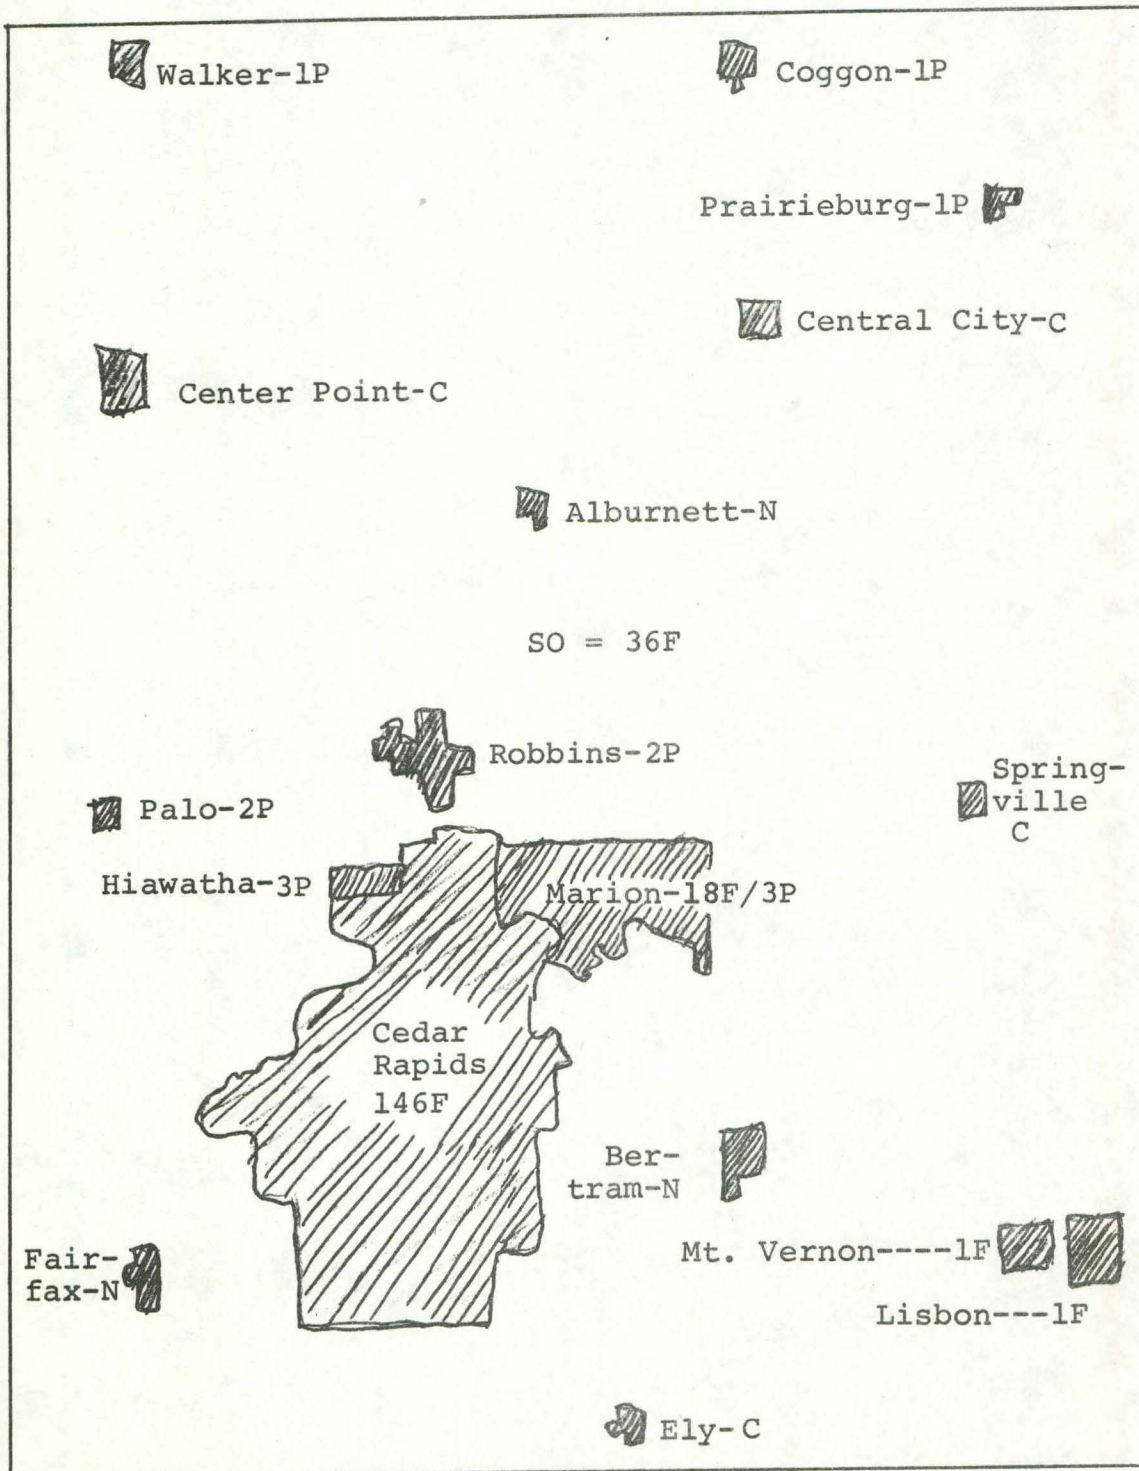 Walker-1P
Coggon-1P
Prairieburg-1P
Central City-C
Center Point-C
Alburnett-N
SO = 36F
Robbins-2P
Spring-
ville
C
Palo-2P
Hiawatha-3P
Marion-18F/3P
Cedar
Rapids
146F
Ber-
tram-N
Mt. Vernon----1F
Fair-
fax-N
Lisbon---1F
Ely-C